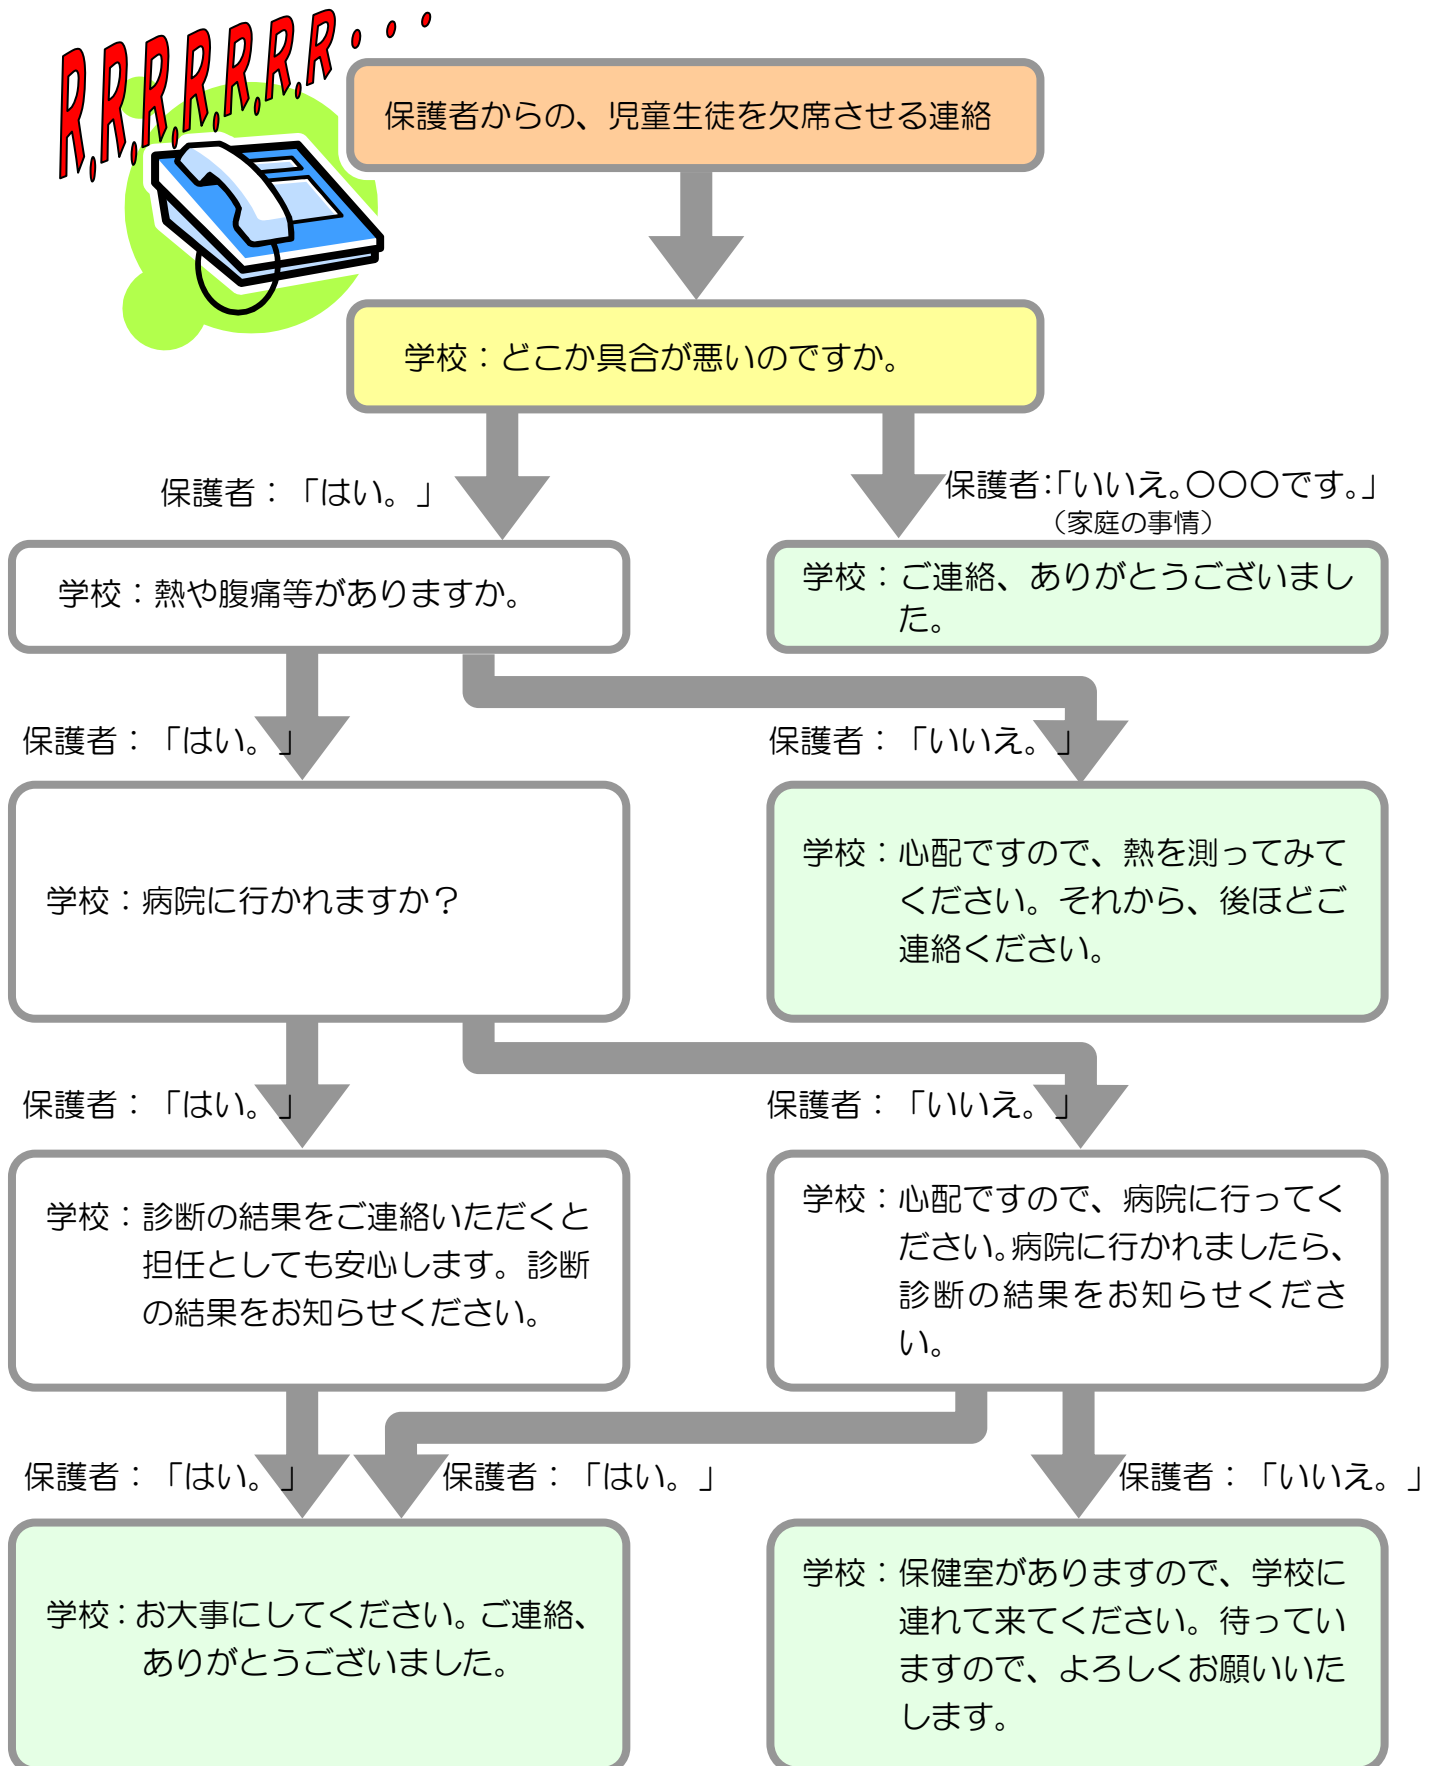 R.R.R.R.R.R.R・・・
保護者からの、児童生徒を欠席させる連絡
学校：どこか具合が悪いのですか。
保護者：「はい。」
保護者：「いいえ。〇〇〇です。」
（家庭の事情）
学校：熱や腹痛等がありますか。
学校：ご連絡、ありがとうございまし
た。
保護者：「はい。」
保護者：「いいえ。」
学校：病院に行かれますか？
学校：心配ですので、熱を測ってみて
ください。それから、後ほどご
連絡ください。
保護者：「はい。」
保護者：「いいえ。」
学校：診断の結果をご連絡いただくと
担任としても安心します。診断
の結果をお知らせください。
学校：心配ですので、病院に行ってく
ださい。病院に行かれましたら、
診断の結果をお知らせくださ
い。
保護者：「はい。」
保護者：「はい。」
保護者：「いいえ。」
学校：お大事にしてください。ご連絡、
ありがとうございました。
学校：保健室がありますので、学校に
連れて来てください。待ってい
ますので、よろしくお願いいた
します。